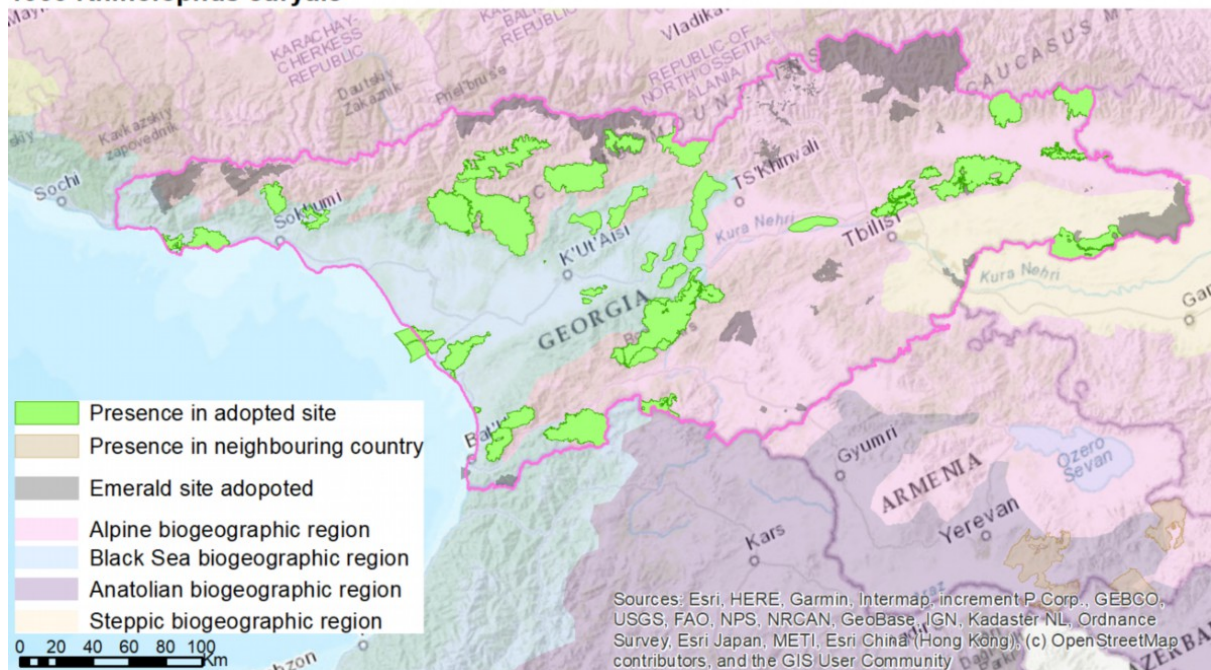 KARACHAY-
CHERKESS
REPUBLIC
REPUBLIC
Vladikav
REPUBLIC OF
NORTH OSSETIA-
ALANIA
Dautskiy
Zakaznik
Priel'bruse
Kavkazskiy
zapovednik
CAUCASUS
MOUNTAINS
Sochi
Sokhumi
TS'Khinvali
K'Ut'Aisi
Kura Nehri
Tbilisi
Kura Nehri
GEORGIA
Gyumri
ARMENIA
Ozero
Sevan
Yerevan
Kars
Presence in adopted site
Presence in neighbouring country
Emerald site adopoted
Alpine biogeographic region
Black Sea biogeographic region
Anatolian biogeographic region
Steppic biogeographic region
0 20 40 60 80 100
Km
Sources: Esri, HERE, Garmin, Intermap, increment P Corp., GEBCO,
USGS, FAO, NPS, NRCAN, GeoBase, IGN, Kadaster NL, Ordnance
Survey, Esri Japan, METI, Esri China (Hong Kong), (c) OpenStreetMap
contributors, and the GIS User Community